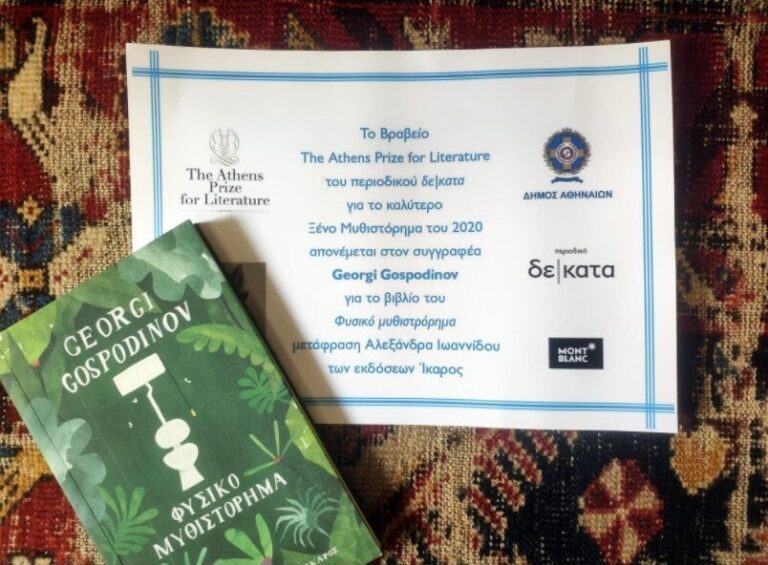 The Athens
Prize
for Literature
Το Βραβείο
The Athens Prize for Literature
του περιοδικού δε|κατα
για το καλύτερο
Ξένο Μυθιστόρημα του 2020
απονέμεται στον συγγραφέα
Georgi Gospodinov
για το βιβλίο του
Φυσικό μυθιστρόρημα
μετάφραση Αλεξάνδρα Ιωαννίδου
των εκδόσεων Ίκαρος
ΔΗΜΟΣ ΑΘΗΝΑΙΩΝ
περιοδικό
δε|κατα
MONT
BLANC
GEORGI
GOSPODINOV
ΦΥΣΙΚΟ
ΜΥΘΙΣΤΟΡΗΜΑ